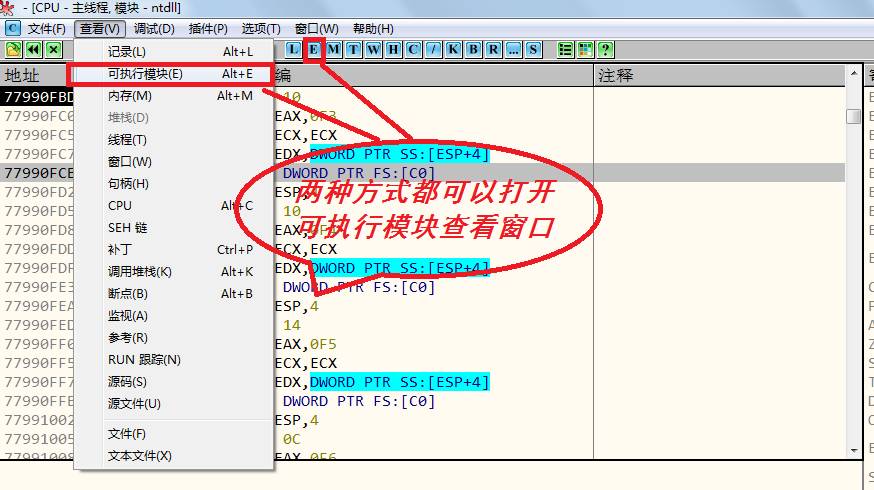 - [CPU - 主线程, 模块 - ntdll]
C 文件(F) 查看(V) 调试(D) 插件(P) 选项(T) 窗口(W) 帮助(H)
L E M T W H C / K B R ... S ?
记录(L) Alt+L
可执行模块(E) Alt+E
内存(M) Alt+M
堆栈(D)
线程(T)
窗口(W)
句柄(H)
CPU Alt+C
SEH 链
补丁 Ctrl+P
调用堆栈(K) Alt+K
断点(B) Alt+B
监视(A)
参考(R)
RUN 跟踪(N)
源码(S)
源文件(U)
文件(F)
文本文件(X)
地址 编 注释
77990FBD 10
77990FC0 EAX,0F3
77990FC5 ECX,ECX
77990FC7 EDX,DWORD PTR SS:[ESP+4]
77990FCB DWORD PTR FS:[C0]
77990FD2 ESP,
77990FD5 10
77990FD8 EAX,
77990FDD ECX,ECX
77990FDF EDX,DWORD PTR SS:[ESP+4]
DWORD PTR FS:[C0]
77990FEA ESP,4
77990FED 14
EAX,0F5
77990FF5 ECX,ECX
77990FF7 EDX,DWORD PTR SS:[ESP+4]
77990FFB DWORD PTR FS:[C0]
77991002 ESP,4
77991005 0C
EAX,0F6
两种方式都可以打开
可执行模块查看窗口